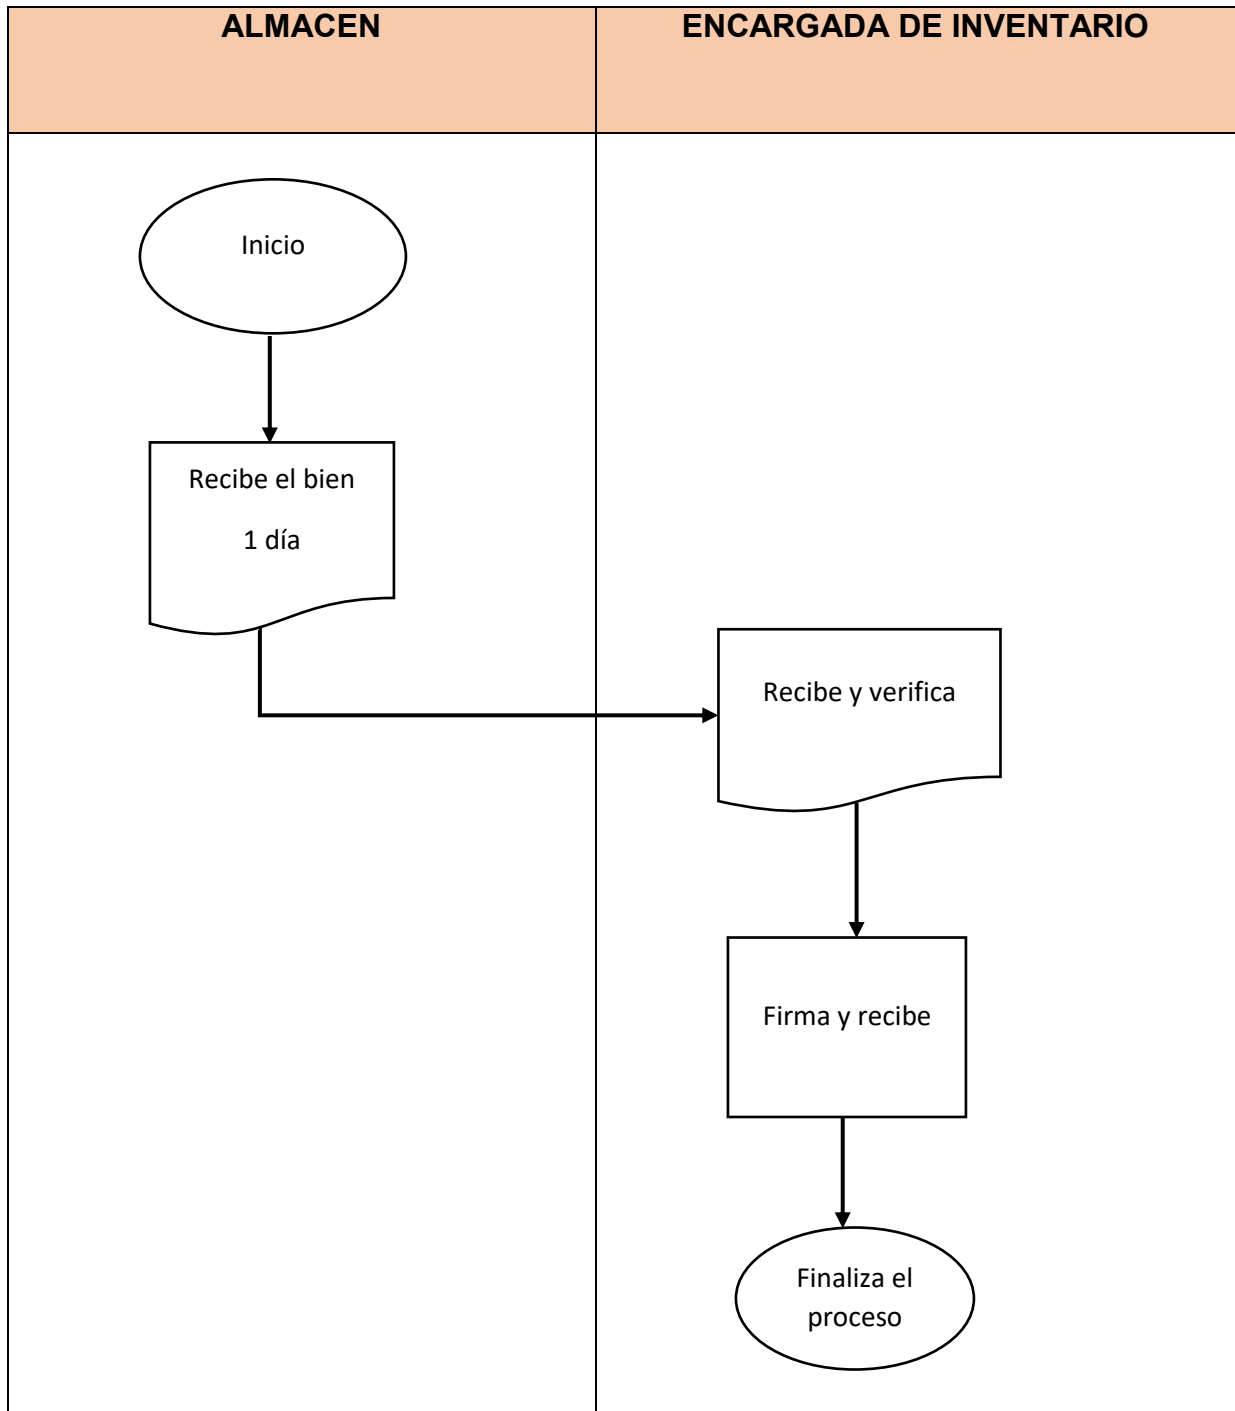 ALMACEN
ENCARGADA DE INVENTARIO
Inicio
Recibe el bien
1 día
Recibe y verifica
Firma y recibe
Finaliza el
proceso